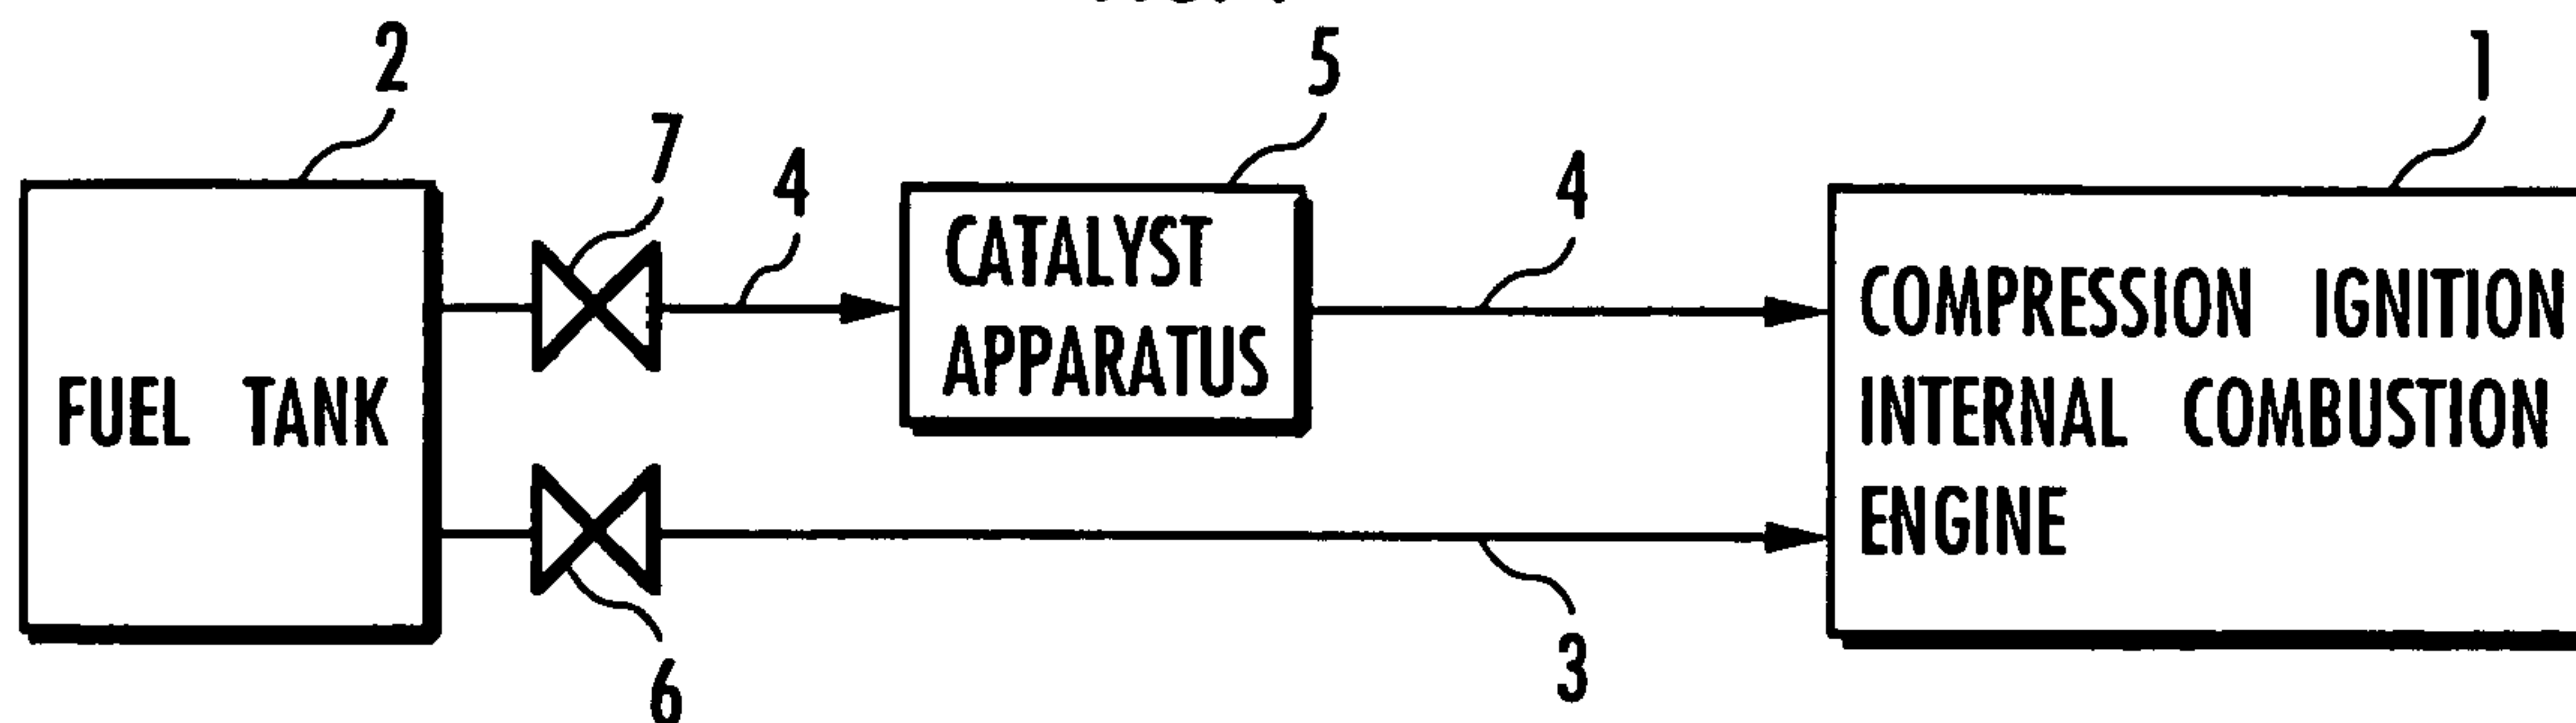 2
5
1
7
4
4
CATALYST
APPARATUS
COMPRESSION IGNITION
INTERNAL COMBUSTION
ENGINE
FUEL TANK
3
6